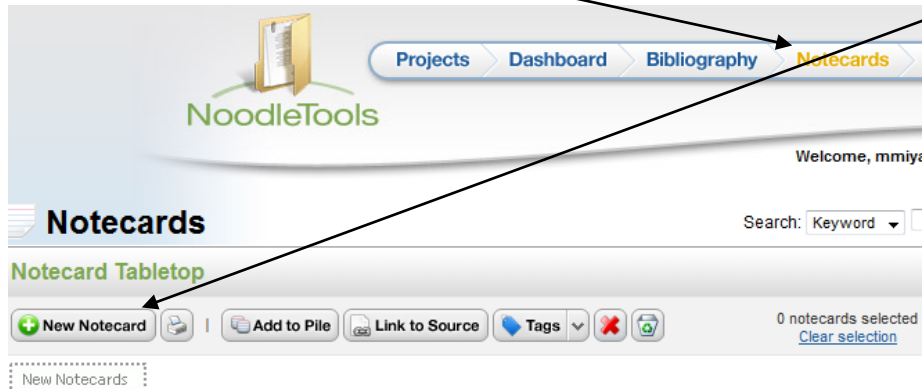 Projects Dashboard Bibliography Notecards
NoodleTools
Welcome, mmiya
Notecards
Search: Keyword
Notecard Tabletop
New Notecard | Add to Pile Link to Source Tags 0 notecards selected
Clear selection
New Notecards